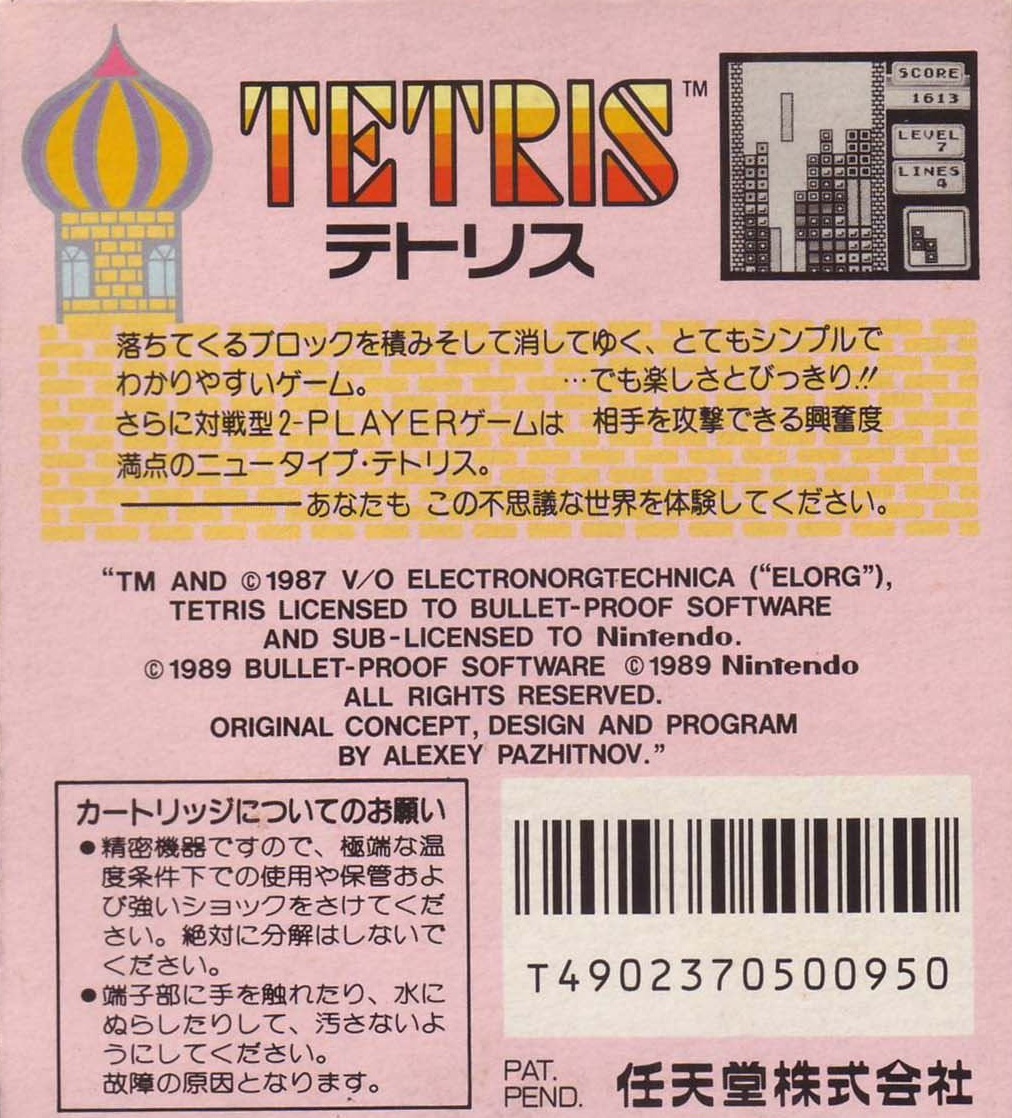 TETRIS™
テトリス
SCORE
1613
LEVEL
7
LINES
4
落ちてくるブロックを積みそして消してゆく、とてもシンプルで
わかりやすいゲーム。 …でも楽しさとびっきり!!
さらに対戦型2-PLAYERゲームは 相手を攻撃できる興奮度
満点のニュータイプ・テトリス。
――――あなたも この不思議な世界を体験してください。
“TM AND ©1987 V/O ELECTRONORGTECHNICA (“ELORG”),
TETRIS LICENSED TO BULLET-PROOF SOFTWARE
AND SUB-LICENSED TO Nintendo.
©1989 BULLET-PROOF SOFTWARE ©1989 Nintendo
ALL RIGHTS RESERVED.
ORIGINAL CONCEPT, DESIGN AND PROGRAM
BY ALEXEY PAZHITNOV.”
カートリッジについてのお願い
●精密機器ですので、極端な温
度条件下での使用や保管およ
び強いショックをさけてくだ
さい。絶対に分解はしないで
ください。
●端子部に手を触れたり、水に
ぬらしたりして、汚さないよ
うにしてください。
故障の原因となります。
T4902370500950
PAT.
PEND.
任天堂株式会社